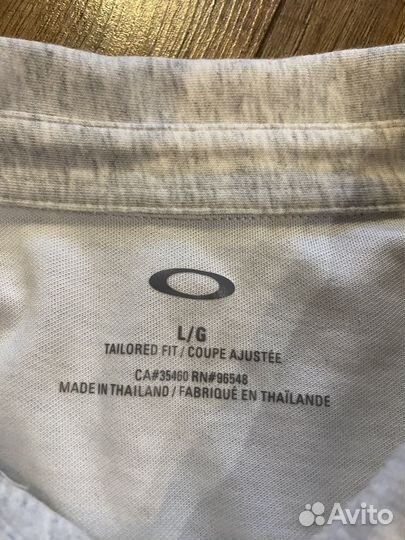 L/G
TAILORED FIT / COUPE AJUSTÉE
CA#35460 RN#96548
MADE IN THAILAND / FABRIQUÉ EN THAÏLANDE
Avito